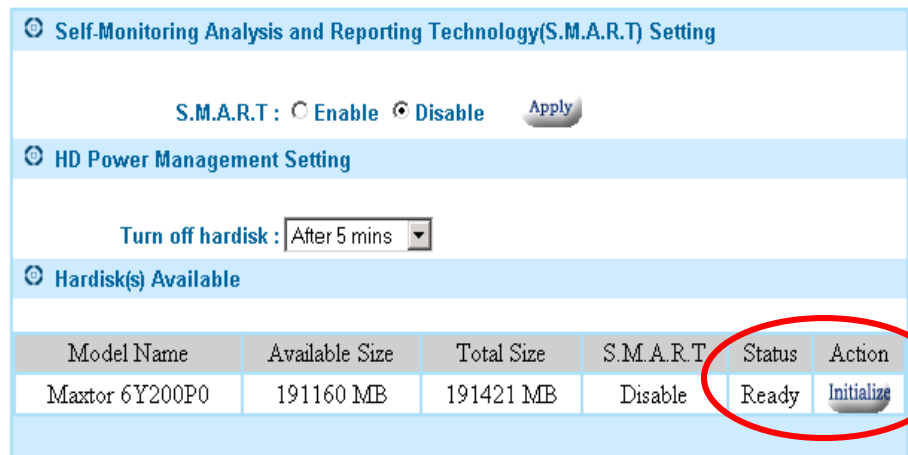 Self-Monitoring Analysis and Reporting Technology(S.M.A.R.T) Setting
S.M.A.R.T : Enable Disable Apply
HD Power Management Setting
Turn off hardisk : After 5 mins
Hardisk(s) Available
Model Name Available Size Total Size S.M.A.R.T Status Action
Maxtor 6Y200P0 191160 MB 191421 MB Disable Ready Initialize